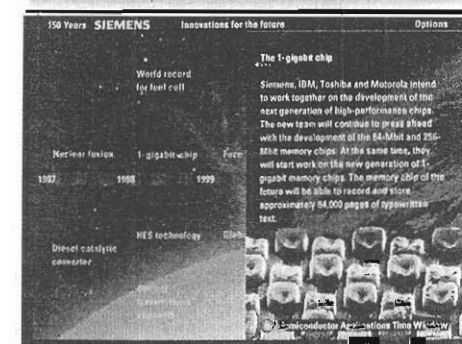 150 Years SIEMENS Innovations for the future Options
World record
for fuel cell
Nuclear fusion 1-gigabit-chip
1997 1998 1999
Diesel catalytic
converter
HES technology
The 1-gigabit chip
Siemens, IBM, Toshiba and Motorola intend
to work together on the development of the
next generation of high-performance chips.
The new team will continue to press ahead
with the development of the 64-Mbit and 256-
Mbit memory chips. At the same time, they
will start work on the new generation of 1-
gigabit memory chips. The memory chip of the
future will be able to record and store
approximately 64,000 pages of typewritten
text.
Semiconductor Applications Time Window